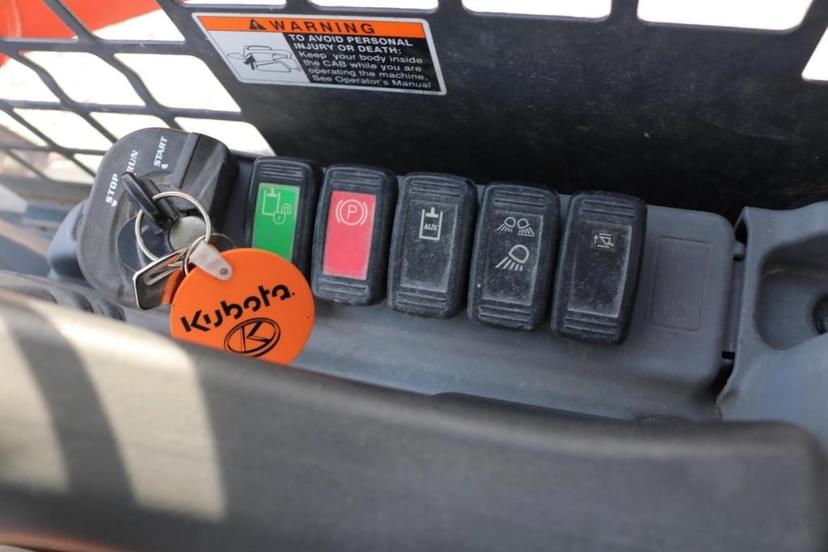 WARNING
TO AVOID PERSONAL
INJURY OR DEATH:
Keep your body inside
the CAB while you are
operating the machine,
See Operator's Manual
STOP
RUN
START
P
AUX
Kubota.
K